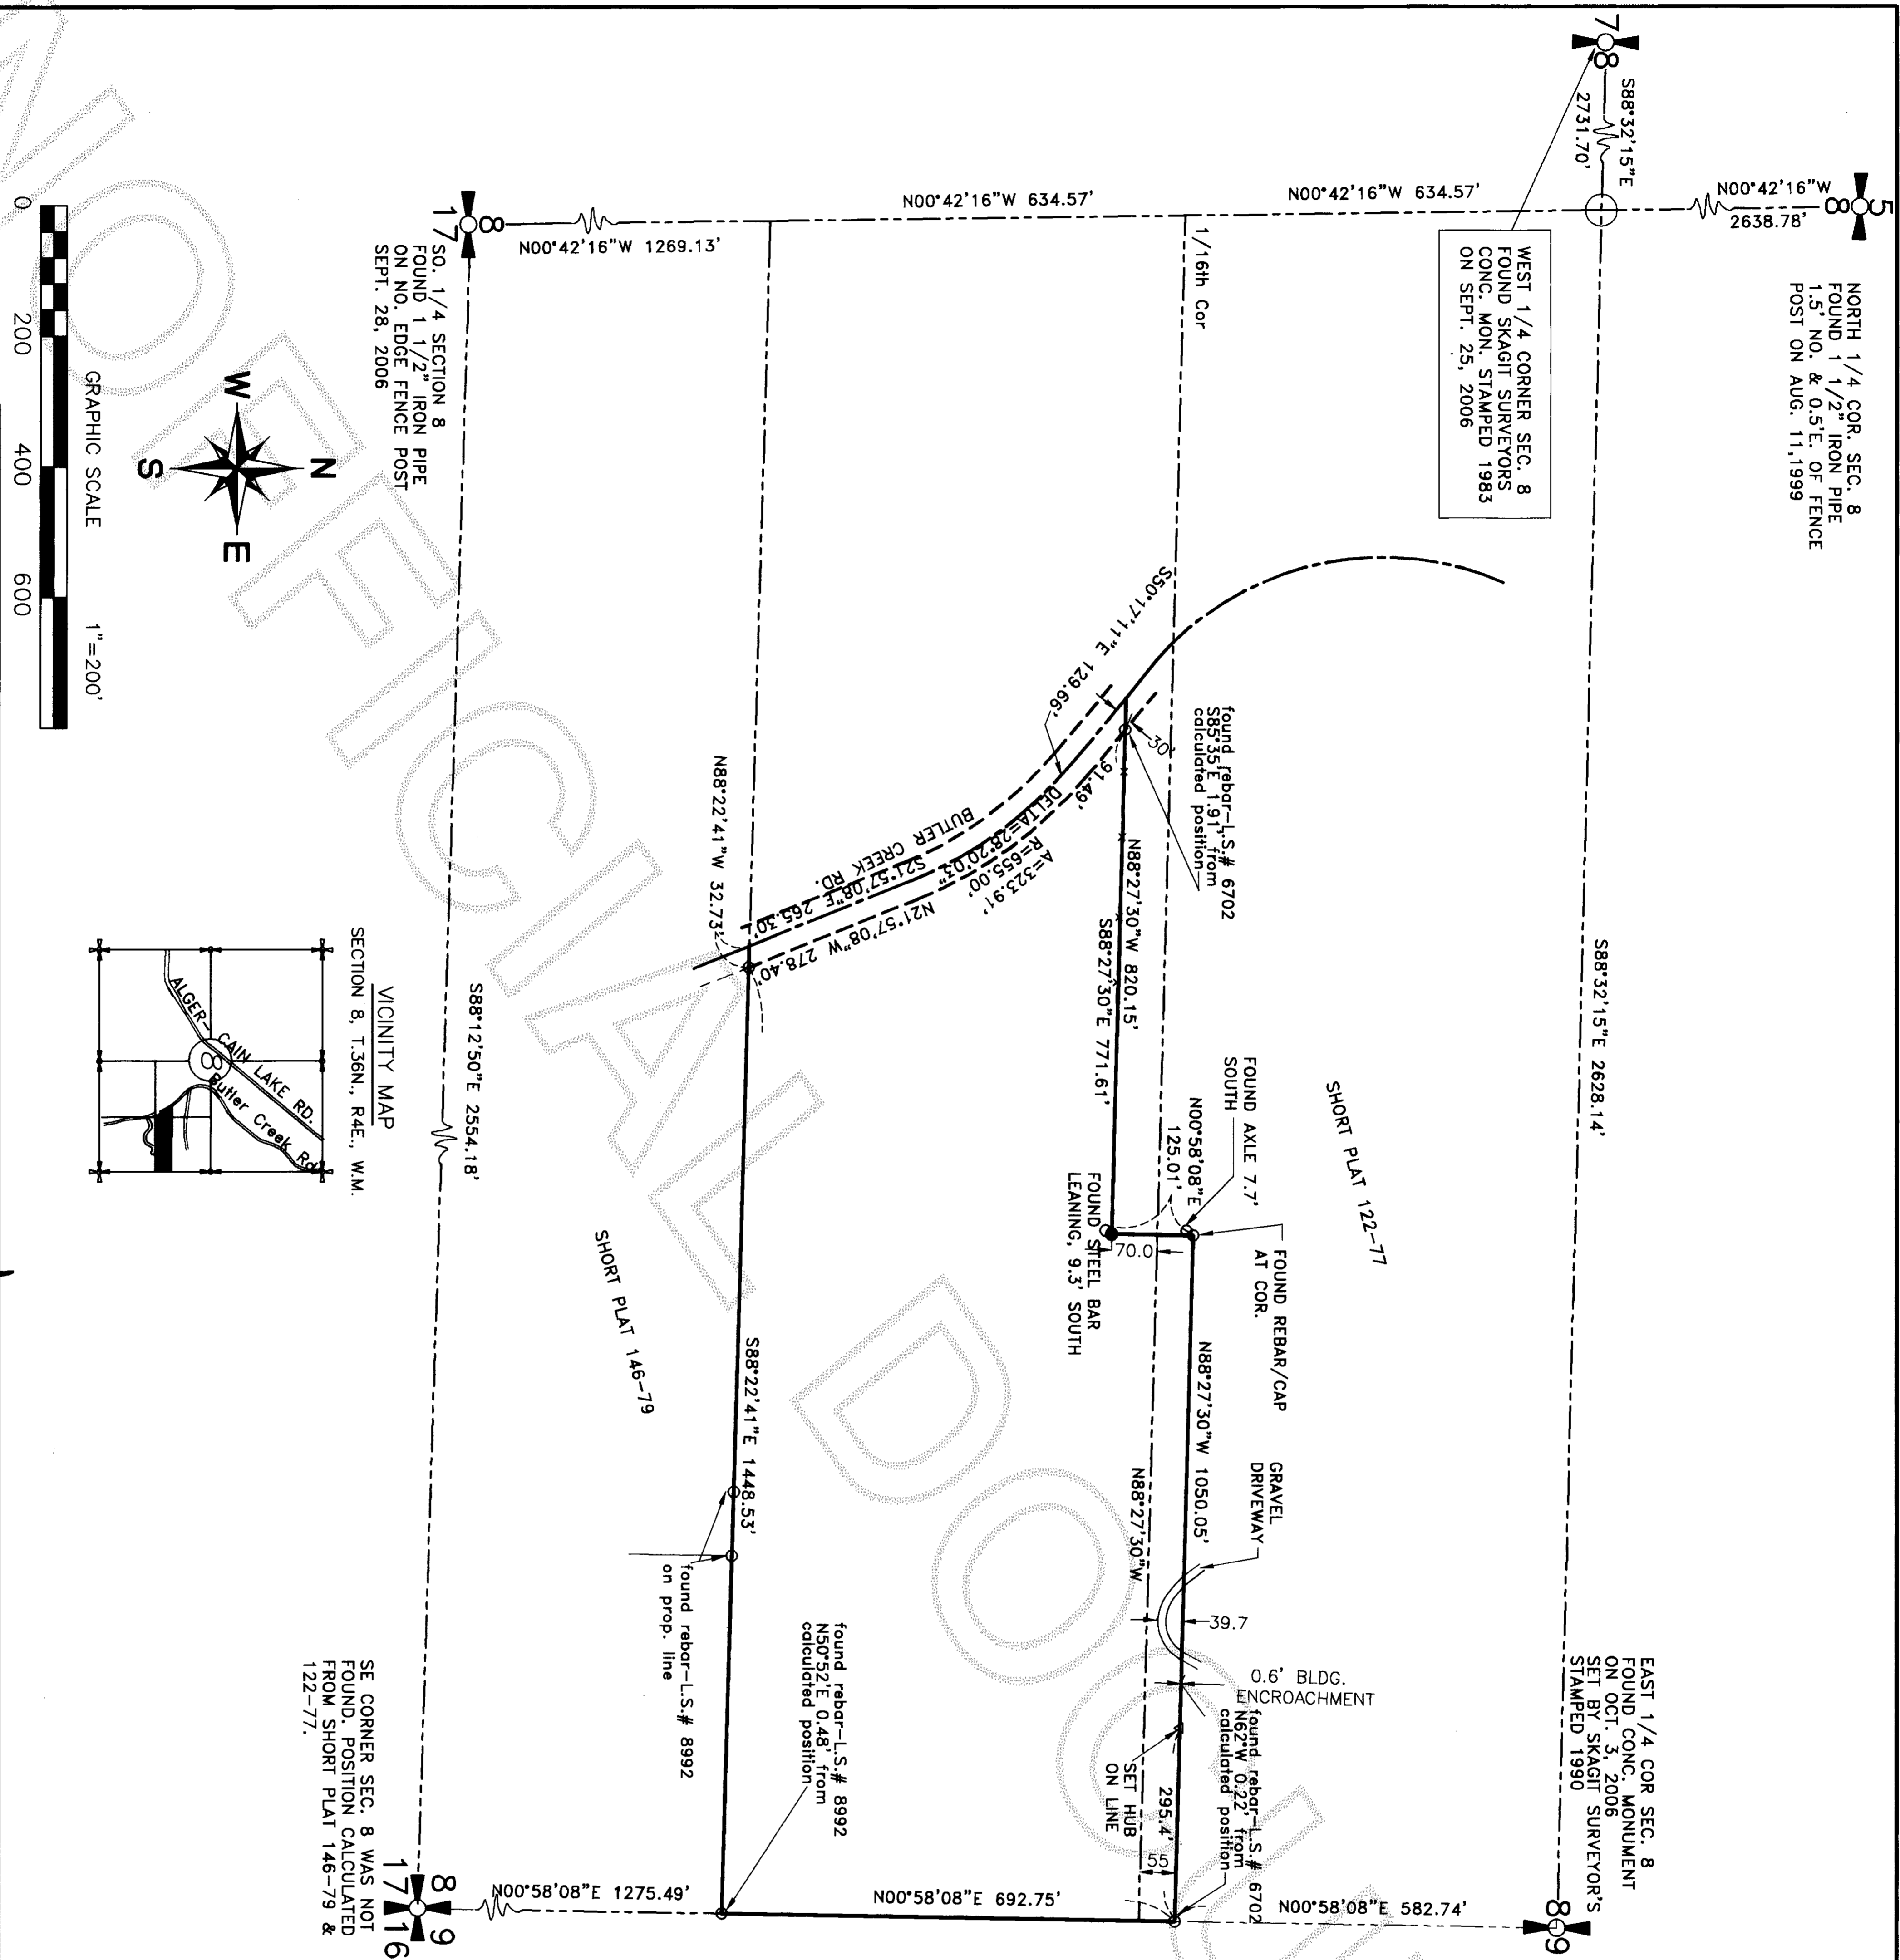 UNOFFICIAL DOCU
5
8
N00°42'16"W
2638.78'
NORTH 1/4 COR. SEC. 8
FOUND 1 1/2" IRON PIPE
1.5' NO. & 0.5'E. OF FENCE
POST ON AUG. 11,1999
7
8
S88°32'15"E
2731.70'
WEST 1/4 CORNER SEC. 8
FOUND SKAGIT SURVEYORS
CONC. MON. STAMPED 1983
ON SEPT. 25, 2006
S88°32'15"E 2628.14'
EAST 1/4 COR SEC. 8
FOUND CONC. MONUMENT
ON OCT. 3, 2006
SET BY SKAGIT SURVEYOR'S
STAMPED 1990
8
9
N00°42'16"W 634.57'
N00°42'16"W 634.57'
1/16th Cor
SHORT PLAT 122-77
FOUND AXLE 7.7'
SOUTH
N00°58'08"E
125.01'
FOUND REBAR/CAP
AT COR.
70.0
FOUND STEEL BAR
LEANING, 9.3' SOUTH
N88°27'30"W 1050.05'
N88°27'30"W
GRAVEL
DRIVEWAY
39.7
0.6' BLDG.
ENCROACHMENT
found rebar-L.S.# 6702
N62°W 0.22' from
calculated position
SET HUB
ON LINE
295.4'
55
N00°58'08"E 582.74'
found rebar-L.S.# 6702
S85°35'E 1.91' from
calculated position
30'
N88°27'30"W 820.15'
S88°27'30"E 771.61'
S50°17'11"E 129.66'
91.49'
DELTA=28°20'03"
R=655.00'
A=323.91'
BUTLER CREEK RD.
S21°57'08"E 265.30'
N21°57'08"W 278.40'
N88°22'41"W 32.73'
S88°22'41"E 1448.53'
found rebar-L.S.# 8992
on prop. line
found rebar-L.S.# 8992
N50°52'E 0.48' from
calculated position
N00°58'08"E 692.75'
SHORT PLAT 146-79
N00°42'16"W 1269.13'
8
17
SO. 1/4 SECTION 8
FOUND 1 1/2" IRON PIPE
ON NO. EDGE FENCE POST
SEPT. 28, 2006
S88°12'50"E 2554.18'
N00°58'08"E 1275.49'
8
9
17
16
SE CORNER SEC. 8 WAS NOT
FOUND. POSITION CALCULATED
FROM SHORT PLAT 146-79 &
122-77.
N
W
E
S
VICINITY MAP
SECTION 8, T.36N., R4E., W.M.
ALGER-CAIN LAKE RD.
8
Butler Creek Rd
GRAPHIC SCALE
1"=200'
0
200
400
600